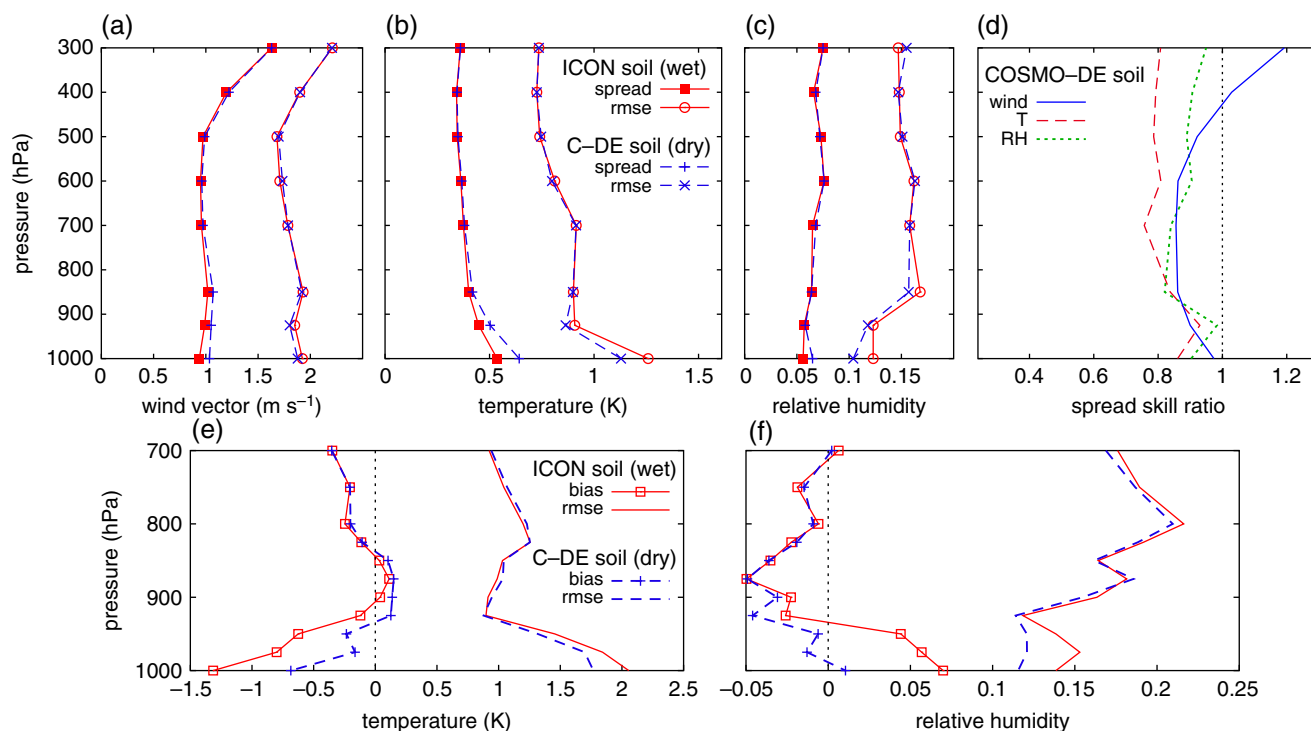 (a) (b) (c) (d)
300
400
500
600
700
800
900
1000
pressure (hPa)
0 0.5 1 1.5 2
wind vector (m s⁻¹)
ICON soil (wet)
spread
rmse
C–DE soil (dry)
spread
rmse
0.5 1 1.5
temperature (K)
0 0.05 0.1 0.15
relative humidity
COSMO–DE soil
wind
T
RH
0.4 0.6 0.8 1 1.2
spread skill ratio
(e) (f)
700
800
900
1000
pressure (hPa)
ICON soil (wet)
bias
rmse
C–DE soil (dry)
bias
rmse
–1.5 –1 –0.5 0 0.5 1 1.5 2 2.5
temperature (K)
–0.05 0 0.05 0.1 0.15 0.2 0.25
relative humidity